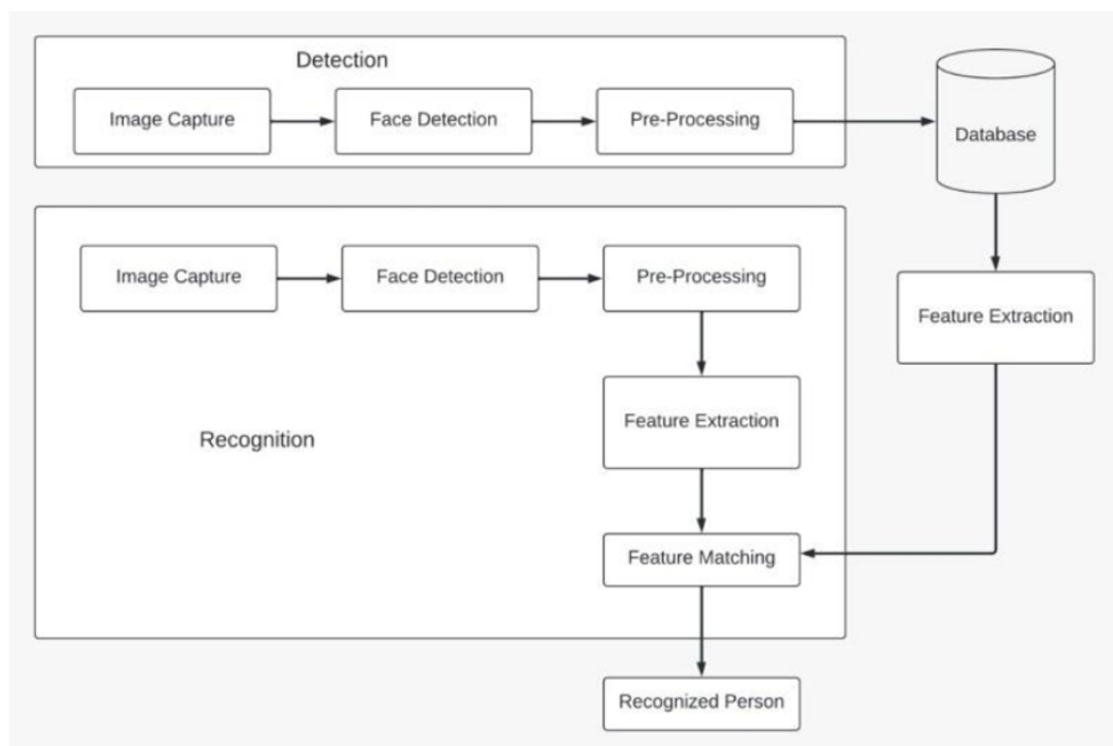 Detection
Image Capture
Face Detection
Pre-Processing
Database
Image Capture
Face Detection
Pre-Processing
Feature Extraction
Feature Extraction
Recognition
Feature Matching
Recognized Person